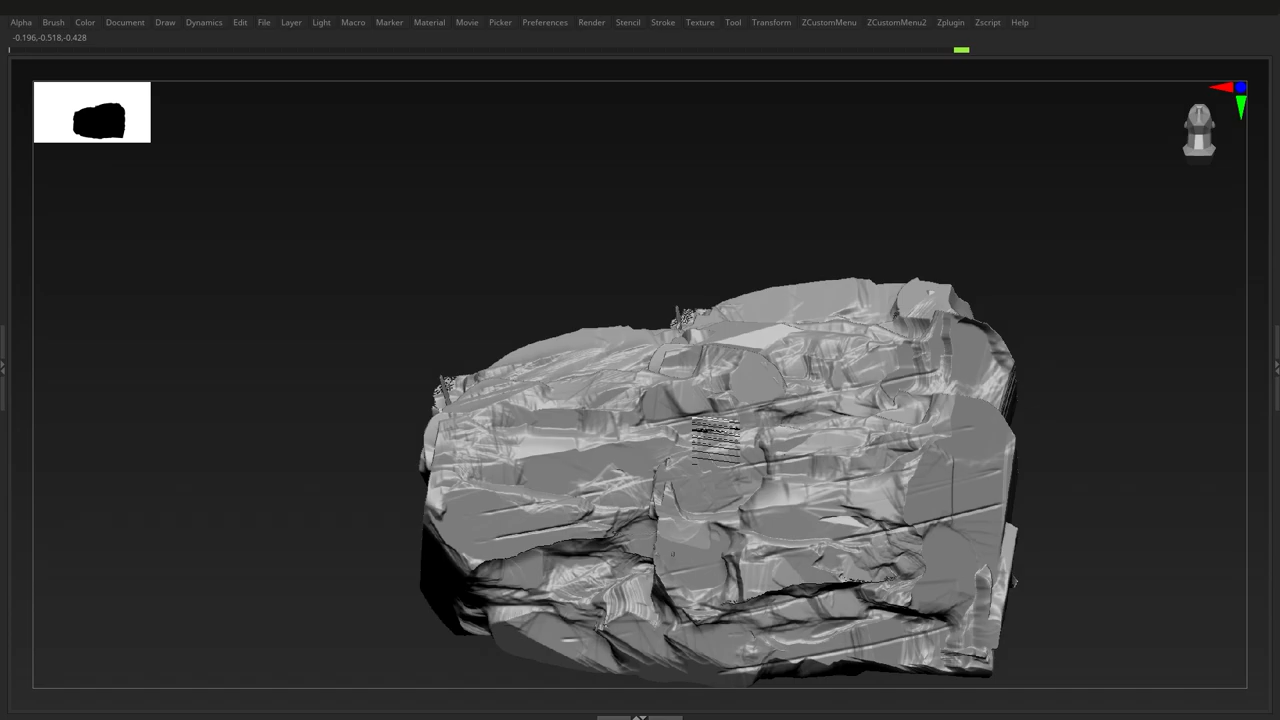 Alpha Brush Color Document Draw Dynamics Edit File Layer Light Macro Marker Material Movie Picker Preferences Render Stencil Stroke Texture Tool Transform ZCustomMenu ZCustomMenu2 Zplugin Zscript Help
-0.196,-0.518,-0.428